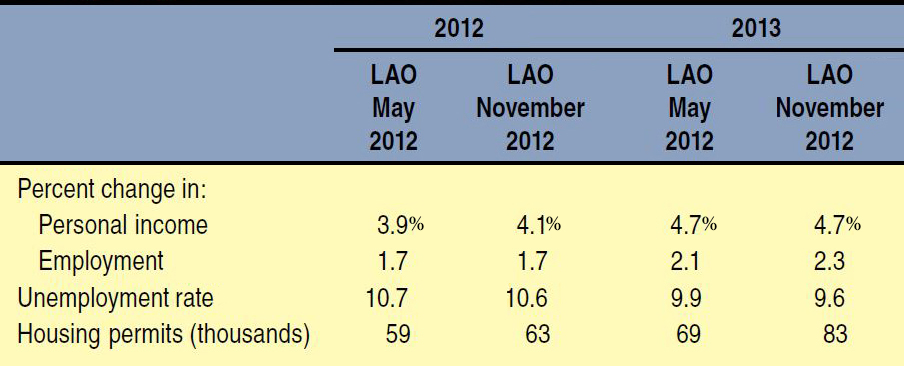 2012 2013
LAO LAO LAO LAO
May November May November
2012 2012 2012 2012
Percent change in:
Personal income 3.9% 4.1% 4.7% 4.7%
Employment 1.7 1.7 2.1 2.3
Unemployment rate 10.7 10.6 9.9 9.6
Housing permits (thousands) 59 63 69 83